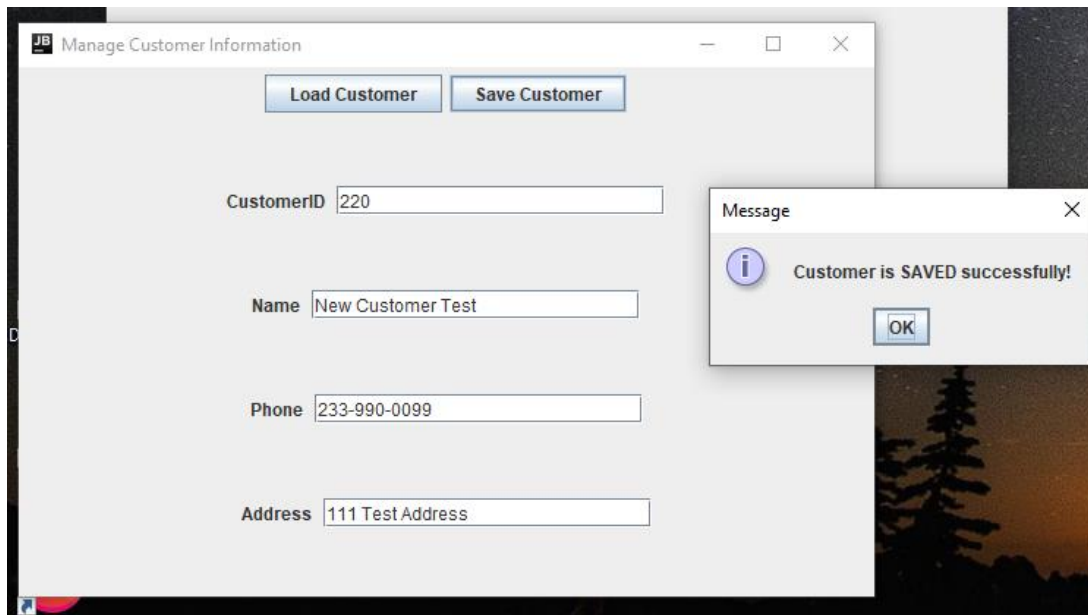 JB Manage Customer Information
Load Customer Save Customer
CustomerID 220
Message
Customer is SAVED successfully!
OK
Name New Customer Test
D
Phone 233-990-0099
Address 111 Test Address